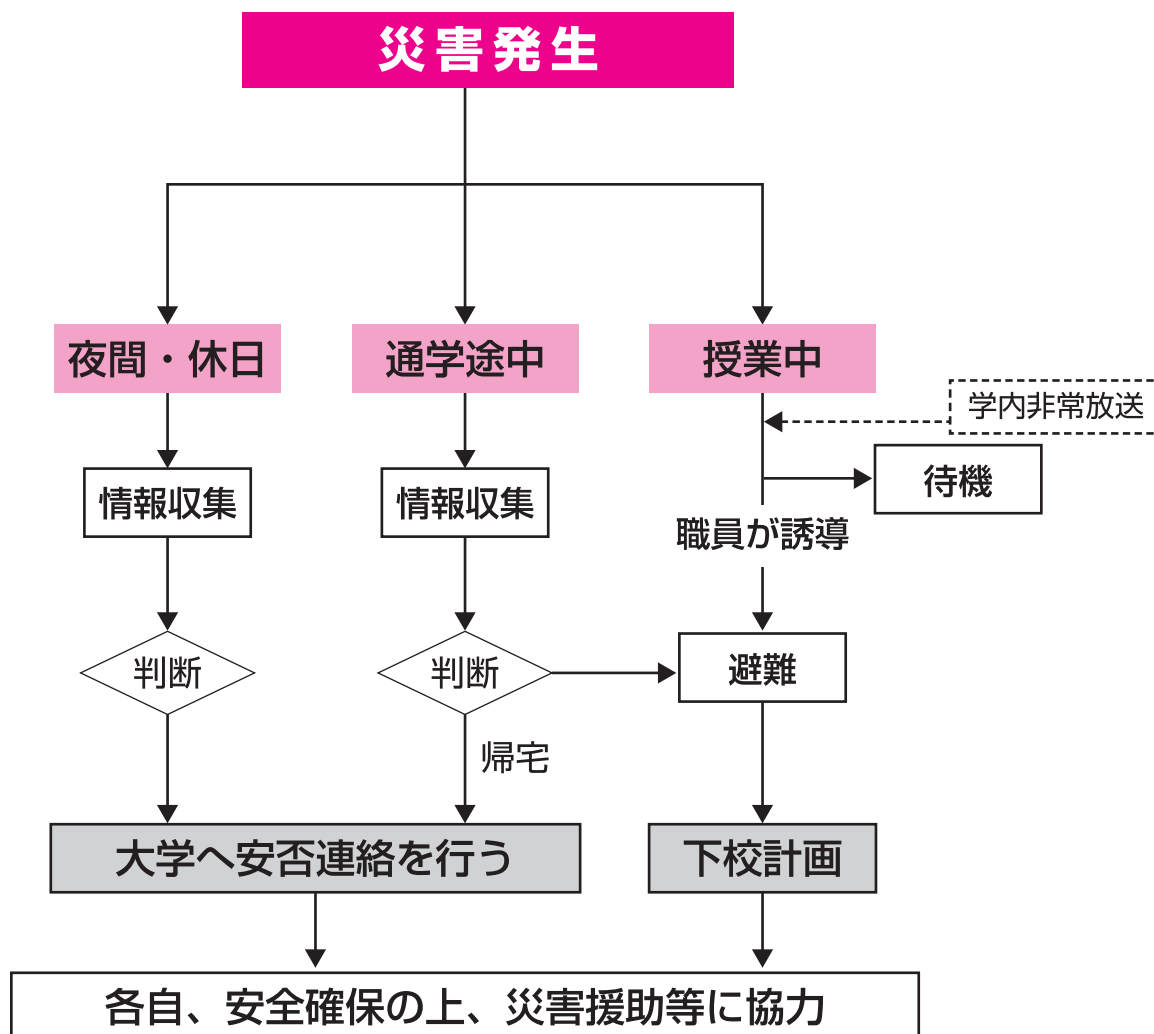 災害発生
夜間・休日
通学途中
授業中
学内非常放送
情報収集
情報収集
待機
職員が誘導
判断
判断
避難
帰宅
大学へ安否連絡を行う
下校計画
各自、安全確保の上、災害援助等に協力